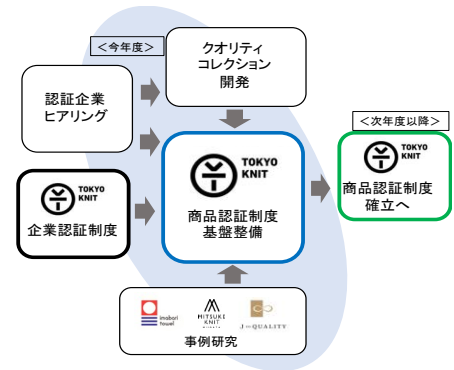 ＜今年度＞
クオリティ
コレクション
開発
認証企業
ヒアリング
＜次年度以降＞
TOKYO
KNIT
企業認証制度
TOKYO
KNIT
商品認証制度
基盤整備
TOKYO
KNIT
商品認証制度
確立へ
imabari
towel
MITSUKE
KNIT
J∞QUALITY
事例研究